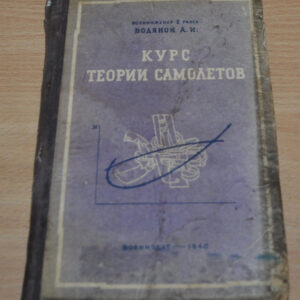 ВОЕНИНЖЕНЕР 2 РАНГА
ВОДЯНОЙ А. И.
КУРС
ТЕОРИИ САМОЛЕТОВ
ВОЕНИЗДАТ — 1940